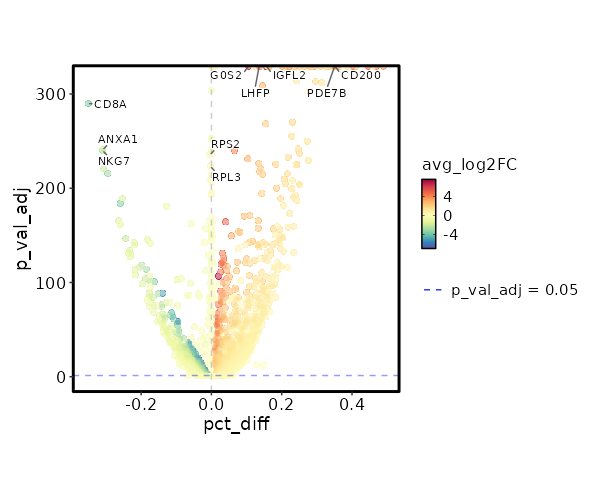 G0S2 IGFL2 CD200
LHFP PDE7B
CD8A
ANXA1
NKG7
RPS2
RPL3
300
200
100
0
p_val_adj
-0.2 0.0 0.2 0.4
pct_diff
avg_log2FC
4
0
-4
p_val_adj = 0.05